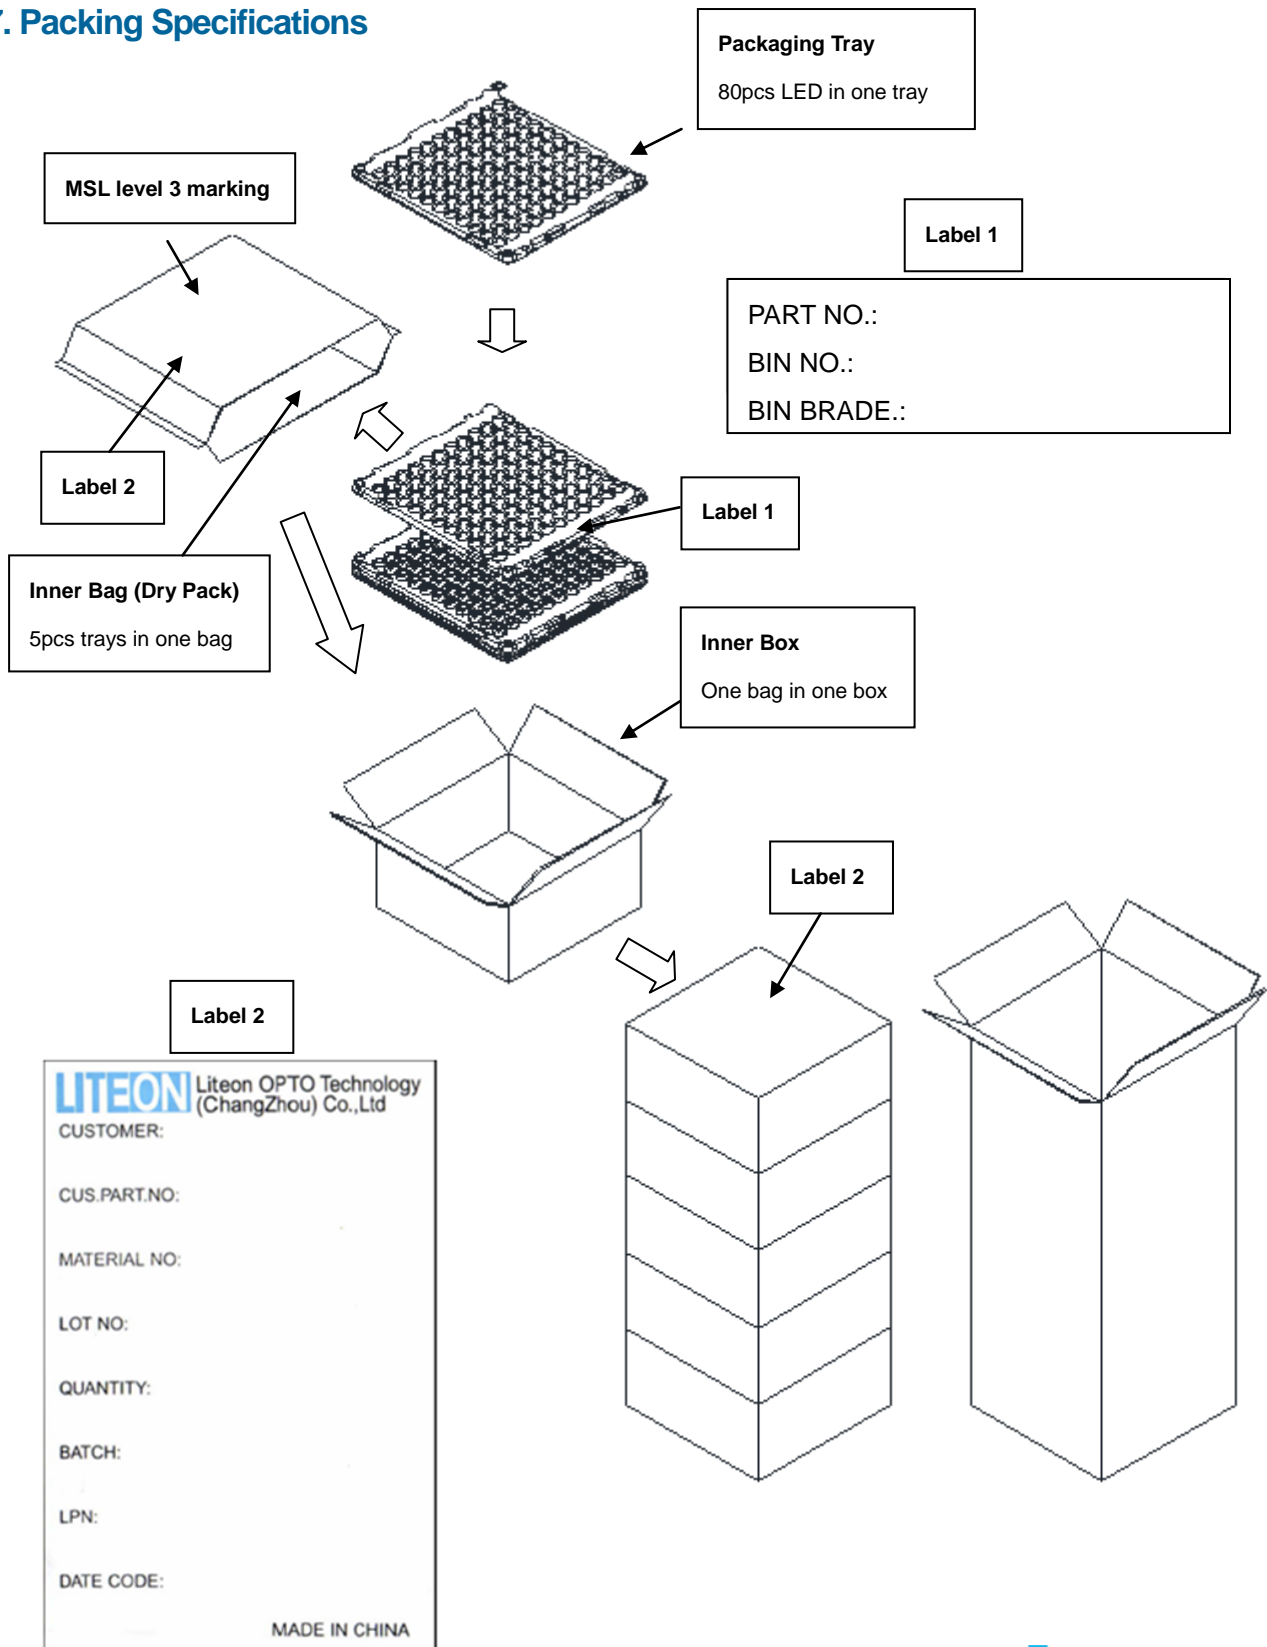 7. Packing Specifications
Packaging Tray
80pcs LED in one tray
MSL level 3 marking
Label 1
PART NO.:
BIN NO.:
BIN BRADE.:
Label 2
Label 1
Inner Bag (Dry Pack)
5pcs trays in one bag
Inner Box
One bag in one box
Label 2
Label 2
LITEON Liteon OPTO Technology
(ChangZhou) Co.,Ltd
CUSTOMER:
CUS.PART.NO:
MATERIAL NO:
LOT NO:
QUANTITY:
BATCH:
LPN:
DATE CODE:
MADE IN CHINA